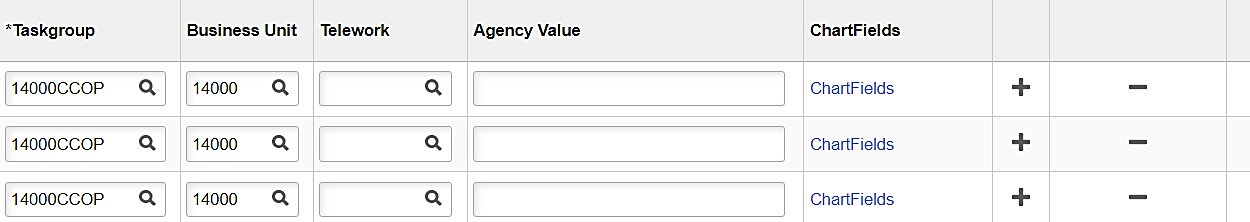 *Taskgroup Business Unit Telework Agency Value ChartFields
14000CCOP 14000 ChartFields
14000CCOP 14000 ChartFields
14000CCOP 14000 ChartFields